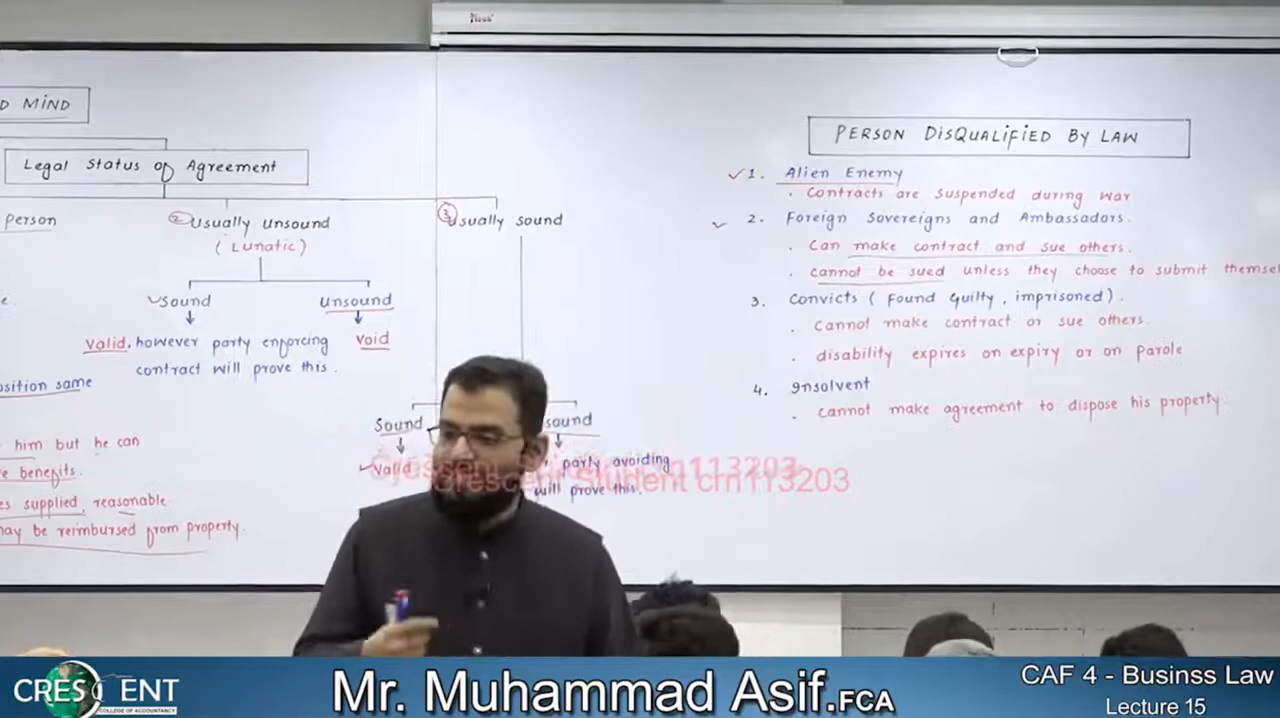 D MIND
Legal Status of Agreement
Person
2 Usually unsound
(Lunatic)
3 Usually sound
e.
Sound
unsound
Valid. however party enforcing
contract will prove this.
void
osition same
Sound
sound
him but he can
valid
party avoiding
will prove this.
e benefits.
es supplied, reasonable
may be reimbursed from property.
PERSON DISQUALIFIED BY LAW
1. Alien Enemy
. Contracts are suspended during war
2. Foreign Sovereigns and Ambassadors.
. Can make contract and sue others.
. cannot be sued unless they choose to submit themsel
3. Convicts (Found Guilty, imprisoned).
. Cannot make contract or sue others.
. disability expires on expiry or on parole
4. Insolvent
. cannot make agreement to dispose his property.
Crescent Student crn113203
Crescent Student crn113203
CRESCENT
COLLEGE OF ACCOUNTANCY
Mr. Muhammad Asif.FCA
CAF 4 - Businss Law
Lecture 15